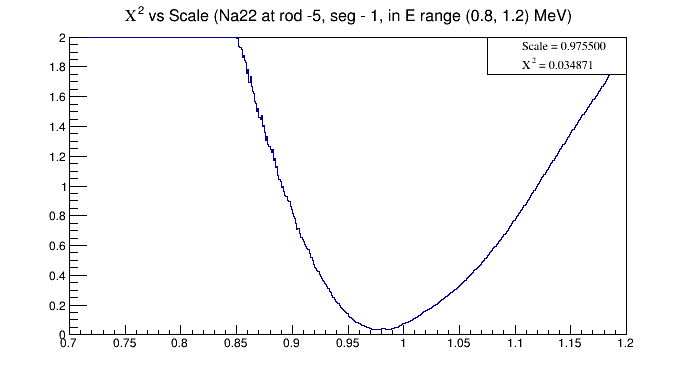 X² vs Scale (Na22 at rod -5, seg - 1, in E range (0.8, 1.2) MeV)
Scale = 0.975500
X² = 0.034871
2
1.8
1.6
1.4
1.2
1
0.8
0.6
0.4
0.2
0
0.7 0.75 0.8 0.85 0.9 0.95 1 1.05 1.1 1.15 1.2